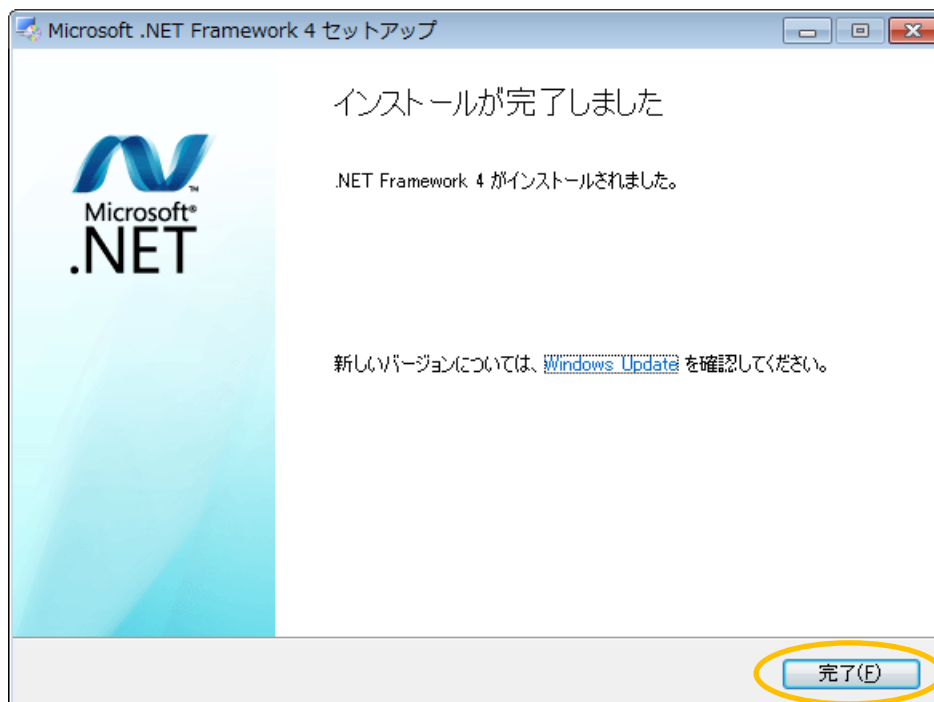 Microsoft .NET Framework 4 セットアップ
インストールが完了しました
.NET Framework 4 がインストールされました。
Microsoft®
.NET™
新しいバージョンについては、Windows Update を確認してください。
完了(F)